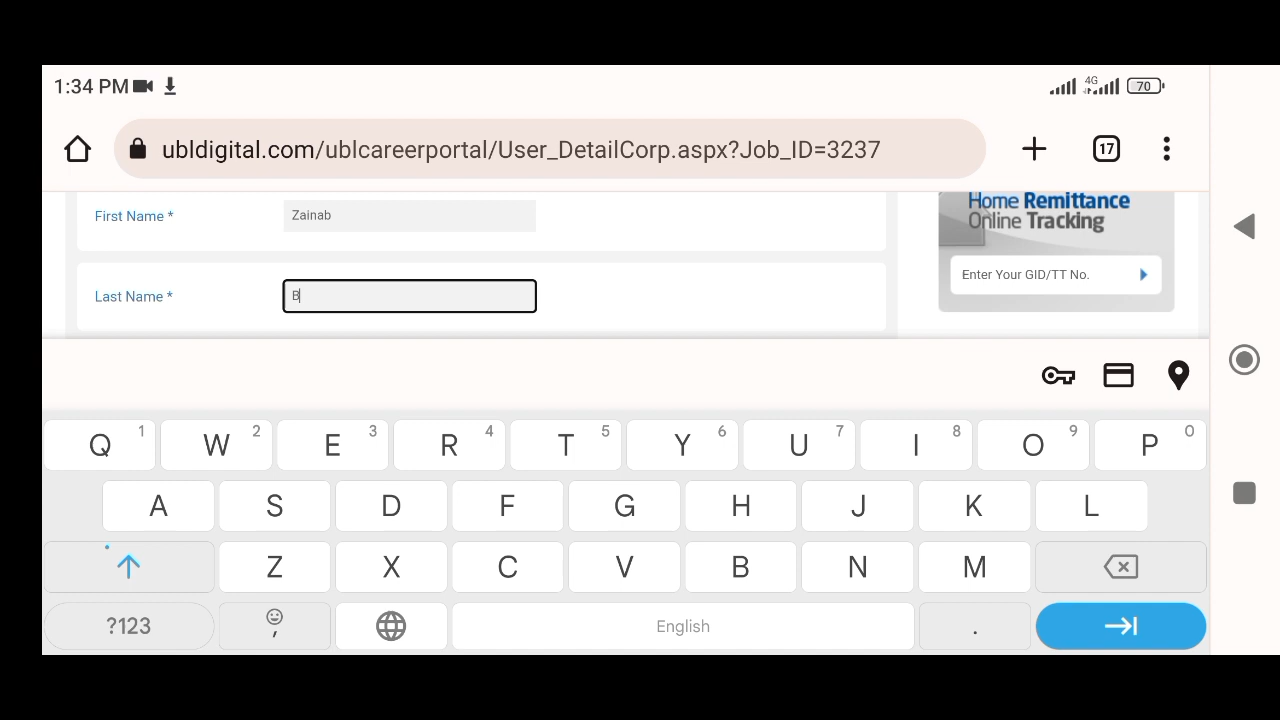 1:34 PM
4G
70
ubldigital.com/ublcareerportal/User_DetailCorp.aspx?Job_ID=3237
17
First Name *
Zainab
Home Remittance
Online Tracking
Enter Your GID/TT No.
Last Name *
B
Q 1 W 2 E 3 R 4 T 5 Y 6 U 7 I 8 O 9 P 0
A S D F G H J K L
Z X C V B N M
?123 , English .